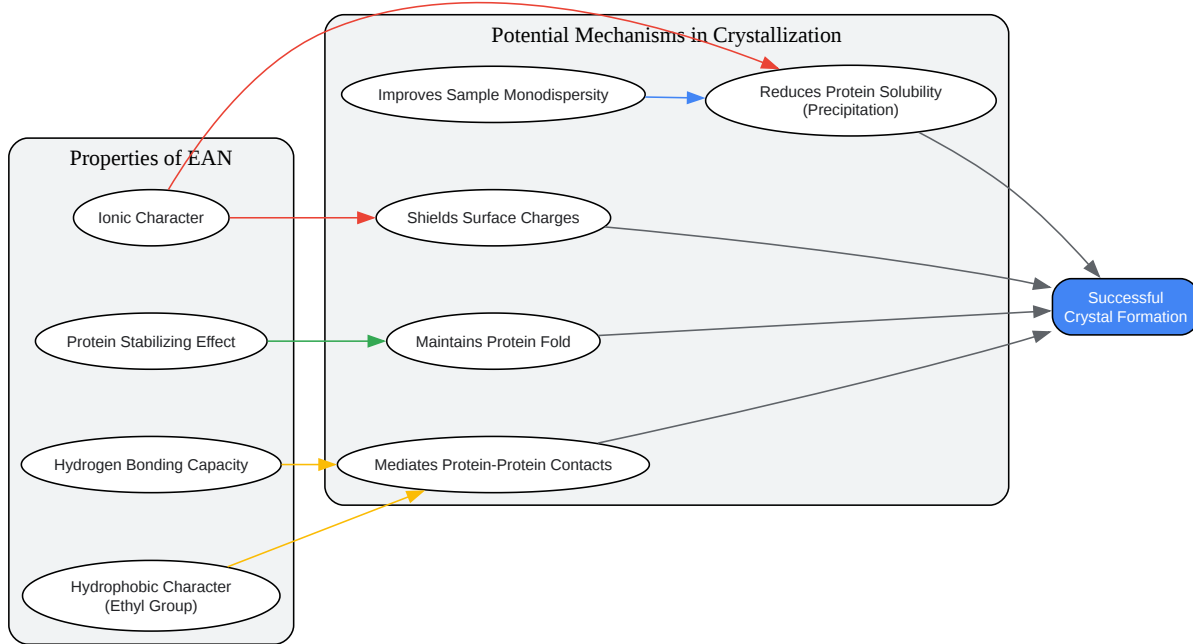 Potential Mechanisms in Crystallization
Improves Sample Monodispersity
Reduces Protein Solubility
(Precipitation)
Properties of EAN
Ionic Character
Shields Surface Charges
Successful
Crystal Formation
Protein Stabilizing Effect
Maintains Protein Fold
Hydrogen Bonding Capacity
Mediates Protein-Protein Contacts
Hydrophobic Character
(Ethyl Group)